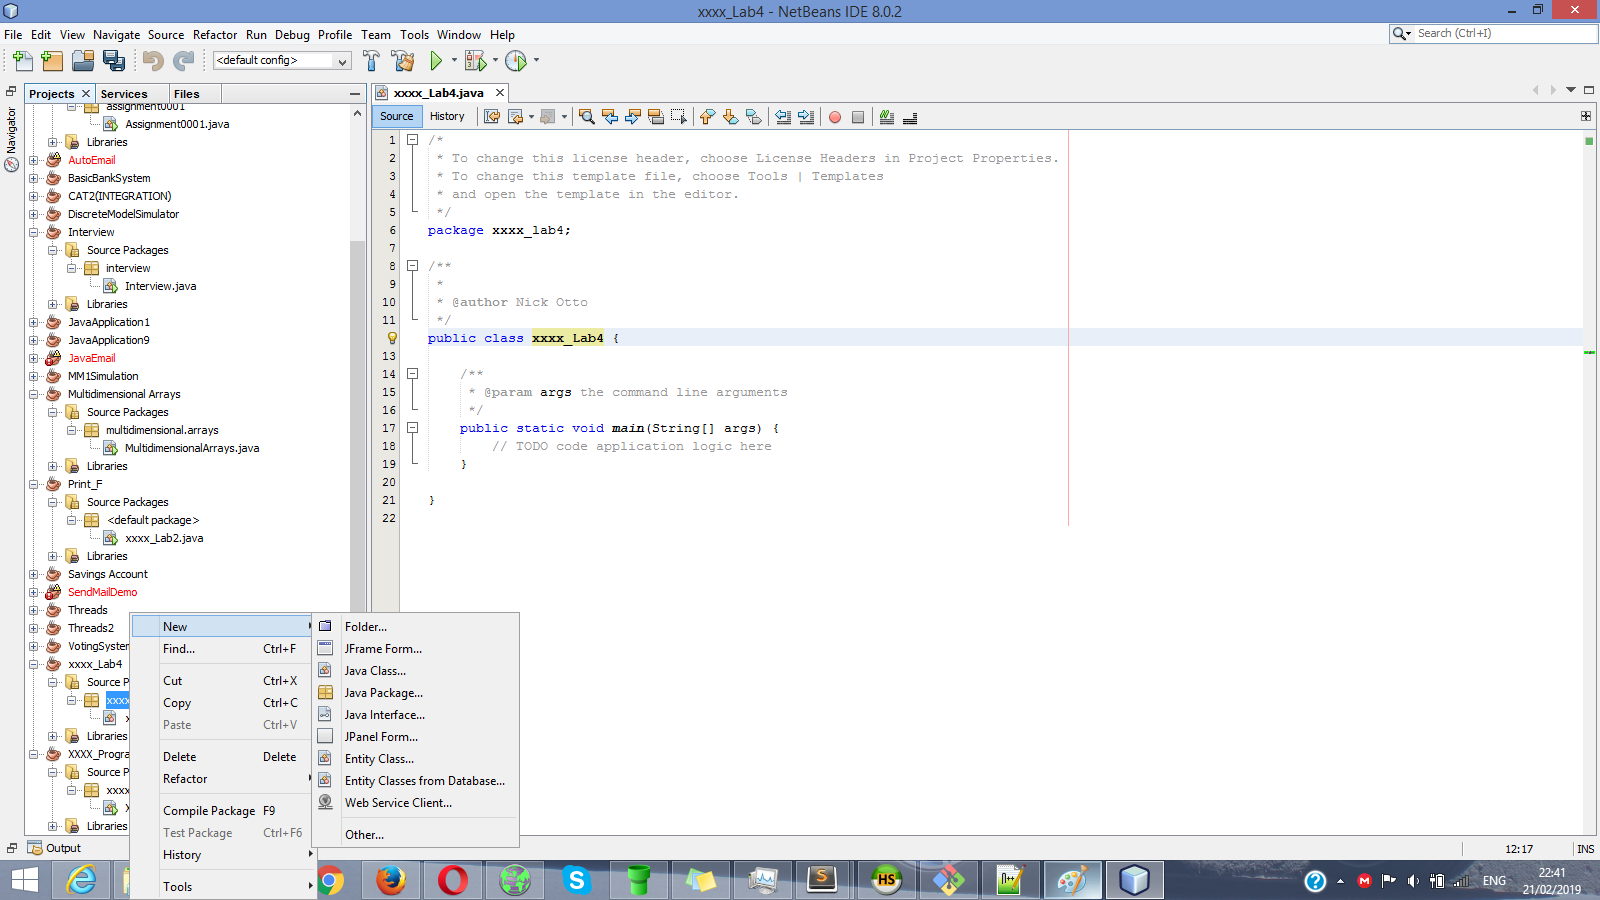 xxxx_Lab4 - NetBeans IDE 8.0.2
File Edit View Navigate Source Refactor Run Debug Profile Team Tools Window Help
Search (Ctrl+I)
<default config>
Navigator
Projects
Services
Files
assignment0001
Assignment0001.java
Libraries
AutoEmail
BasicBankSystem
CAT2(INTEGRATION)
DiscreteModelSimulator
Interview
Source Packages
interview
Interview.java
Libraries
JavaApplication1
JavaApplication9
JavaEmail
MM1Simulation
Multidimensional Arrays
Source Packages
multidimensional.arrays
MultidimensionalArrays.java
Libraries
Print_F
Source Packages
<default package>
xxxx_Lab2.java
Libraries
Savings Account
SendMailDemo
Threads
Threads2
VotingSystem
xxxx_Lab4
Source P
xxxx
x
Libraries
XXXX_Progra
Source P
xxxx
X
Libraries
Output
New
Find... Ctrl+F
Cut Ctrl+X
Copy Ctrl+C
Paste Ctrl+V
Delete Delete
Refactor
Compile Package F9
Test Package Ctrl+F6
History
Tools
Folder...
JFrame Form...
Java Class...
Java Package...
Java Interface...
JPanel Form...
Entity Class...
Entity Classes from Database...
Web Service Client...
Other...
xxxx_Lab4.java
Source History
1 /*
2 * To change this license header, choose License Headers in Project Properties.
3 * To change this template file, choose Tools | Templates
4 * and open the template in the editor.
5 */
6 package xxxx_lab4;
7
8 /**
9 *
10 * @author Nick Otto
11 */
public class xxxx_Lab4 {
13
14 /**
15 * @param args the command line arguments
16 */
17 public static void main(String[] args) {
18 // TODO code application logic here
19 }
20
21 }
22
12:17 INS
S
S
HS
n++
?
M
ENG
22:41
21/02/2019